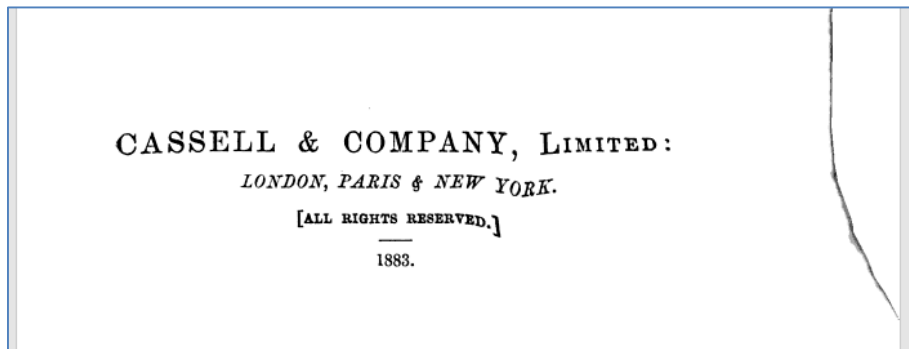 CASSELL & COMPANY, LIMITED:
LONDON, PARIS & NEW YORK.
[ALL RIGHTS RESERVED.]
1883.